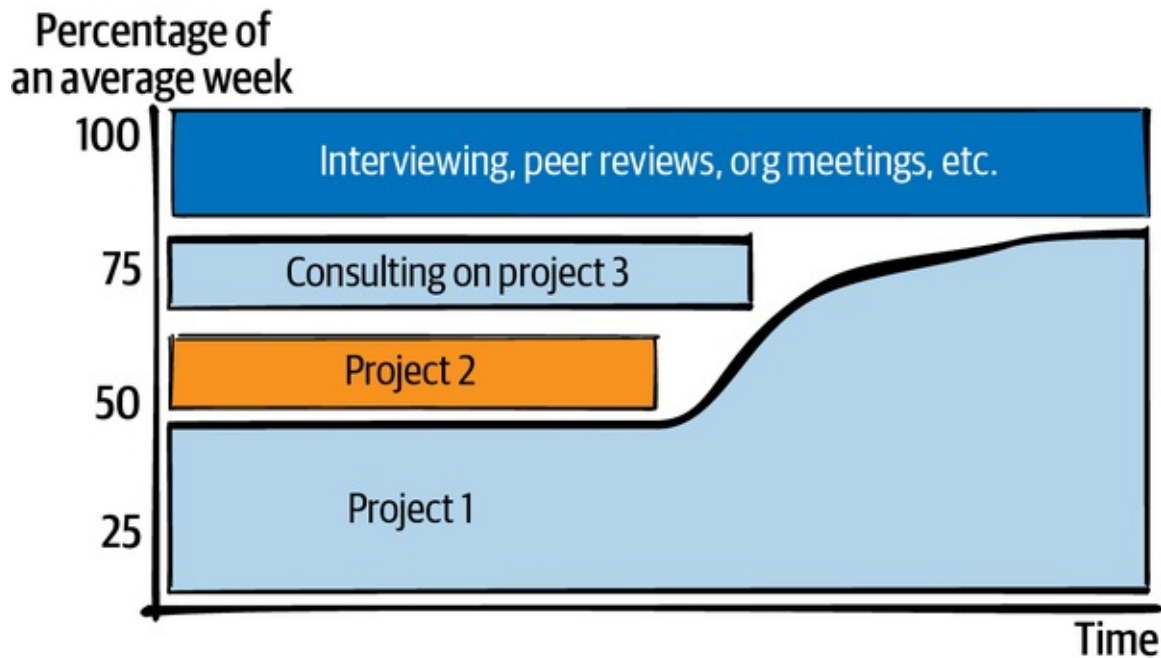 Percentage of
an average week
100
Interviewing, peer reviews, org meetings, etc.
75
Consulting on project 3
Project 2
50
Project 1
25
Time